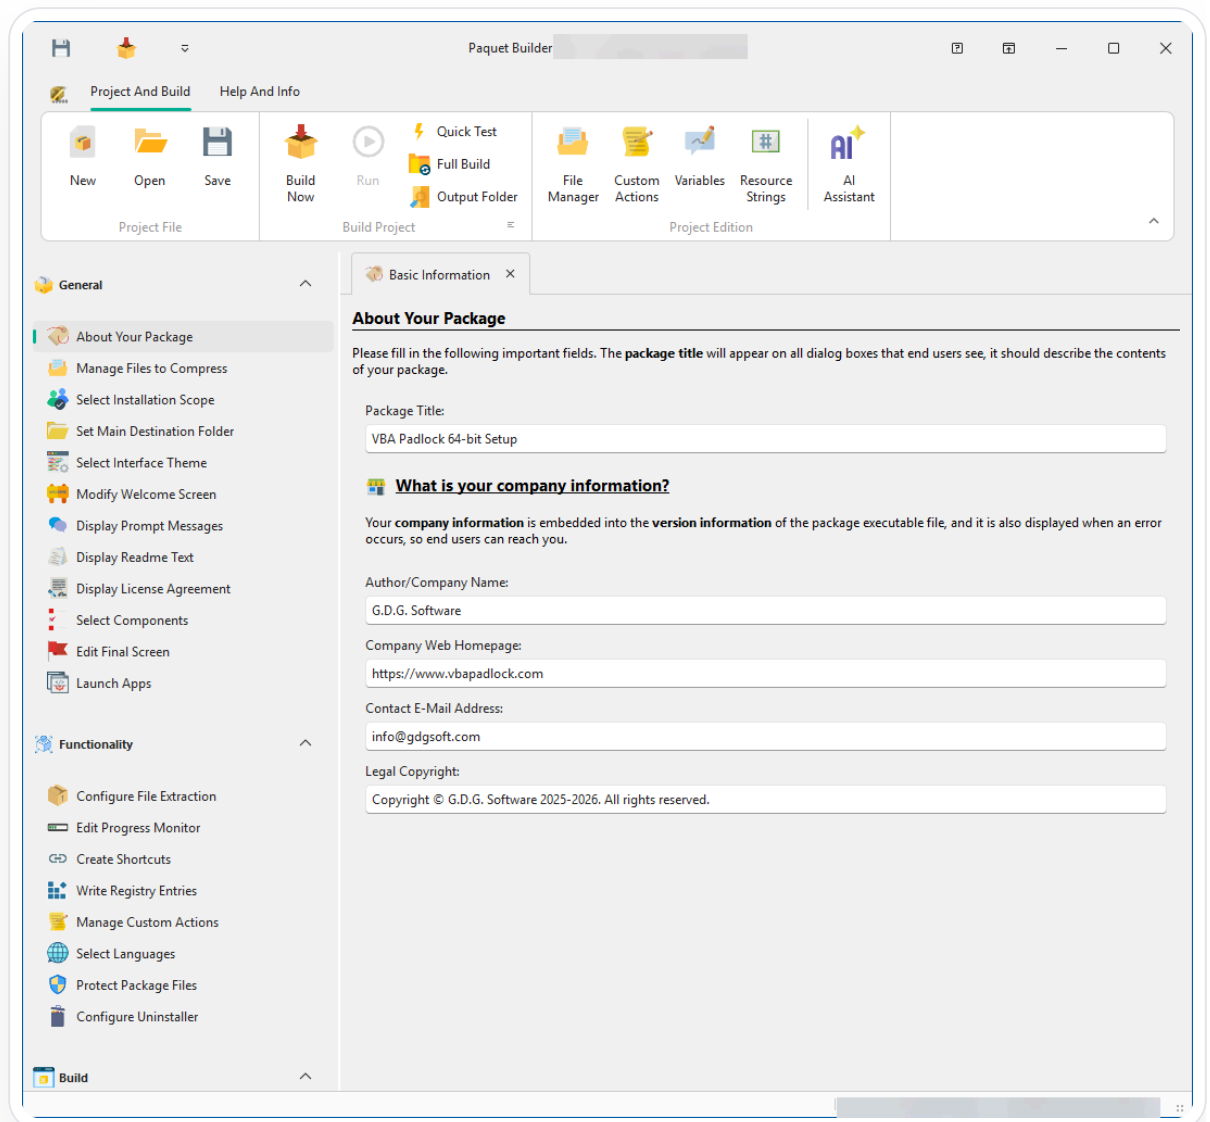 Paquet Builder
Project And Build
Help And Info
New
Open
Save
Project File
Build
Now
Run
Quick Test
Full Build
Output Folder
Build Project
File
Manager
Custom
Actions
Variables
Resource
Strings
Project Edition
AI
AI
Assistant
General
About Your Package
Manage Files to Compress
Select Installation Scope
Set Main Destination Folder
Select Interface Theme
Modify Welcome Screen
Display Prompt Messages
Display Readme Text
Display License Agreement
Select Components
Edit Final Screen
Launch Apps
Functionality
Configure File Extraction
Edit Progress Monitor
Create Shortcuts
Write Registry Entries
Manage Custom Actions
Select Languages
Protect Package Files
Configure Uninstaller
Build
Basic Information
About Your Package
Please fill in the following important fields. The package title will appear on all dialog boxes that end users see, it should describe the contents
of your package.
Package Title:
VBA Padlock 64-bit Setup
What is your company information?
Your company information is embedded into the version information of the package executable file, and it is also displayed when an error
occurs, so end users can reach you.
Author/Company Name:
G.D.G. Software
Company Web Homepage:
https://www.vbapadlock.com
Contact E-Mail Address:
info@gdgsoft.com
Legal Copyright:
Copyright © G.D.G. Software 2025-2026. All rights reserved.